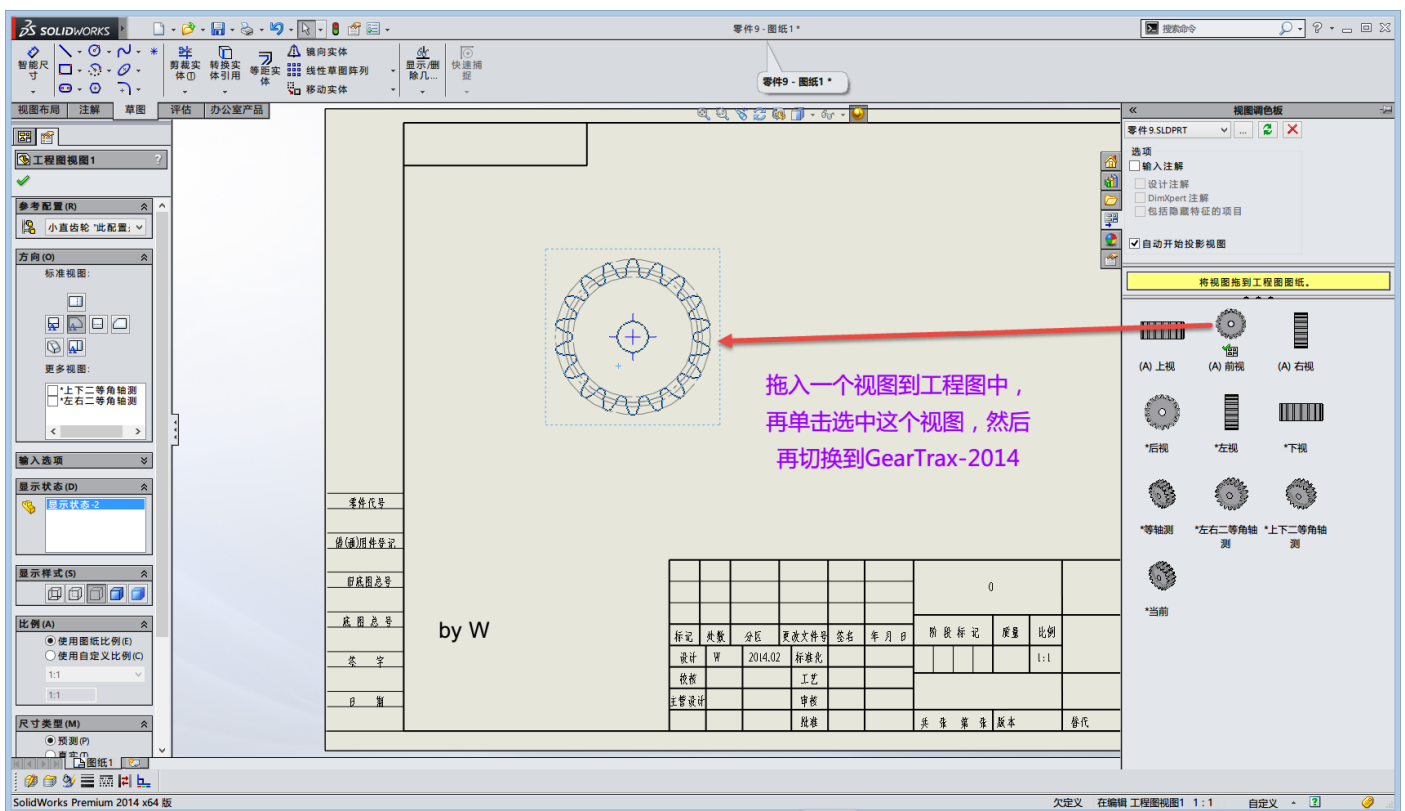 SOLIDWORKS
零件9 - 图纸1 *
搜索命令
智能尺寸
剪裁实体(T)
转换实体引用
等距实体
镜向实体
线性草图阵列
移动实体
显示/删除几...
快速捕捉
零件9 - 图纸1 *
视图布局 注解 草图 评估 办公室产品
工程图视图1
?
参考配置(R)
小直齿轮 "此配置:
方向(O)
标准视图:
更多视图:
*上下二等角轴测
*左右二等角轴测
输入选项
显示状态(D)
显示状态-2
显示样式(S)
比例(A)
使用图纸比例(E)
使用自定义比例(C)
1:1
1:1
尺寸类型(M)
预测(P)
真实(T)
图纸1
拖入一个视图到工程图中，
再单击选中这个视图，然后
再切换到GearTrax-2014
零件代号
借(通)用件登记
旧底图总号
底图总号
签 字
日 期
by W
0
标记 处数 分区 更改文件号 签名 年月日 阶段标记 质量 比例
设计 W 2014.02 标准化 1:1
校核 工艺
主管设计 审核
批准 共 张 第 张 版本 替代
视图调色板
零件9.SLDPRT
...
选项
输入注解
设计注解
DimXpert 注解
包括隐藏特征的项目
自动开始投影视图
将视图拖到工程图图纸。
(A) 上视 (A) 前视 (A) 右视
*后视 *左视 *下视
*等轴测 *左右二等角轴测 *上下二等角轴测
*当前
SolidWorks Premium 2014 x64 版
欠定义 在编辑 工程图视图1 1 : 1 自定义